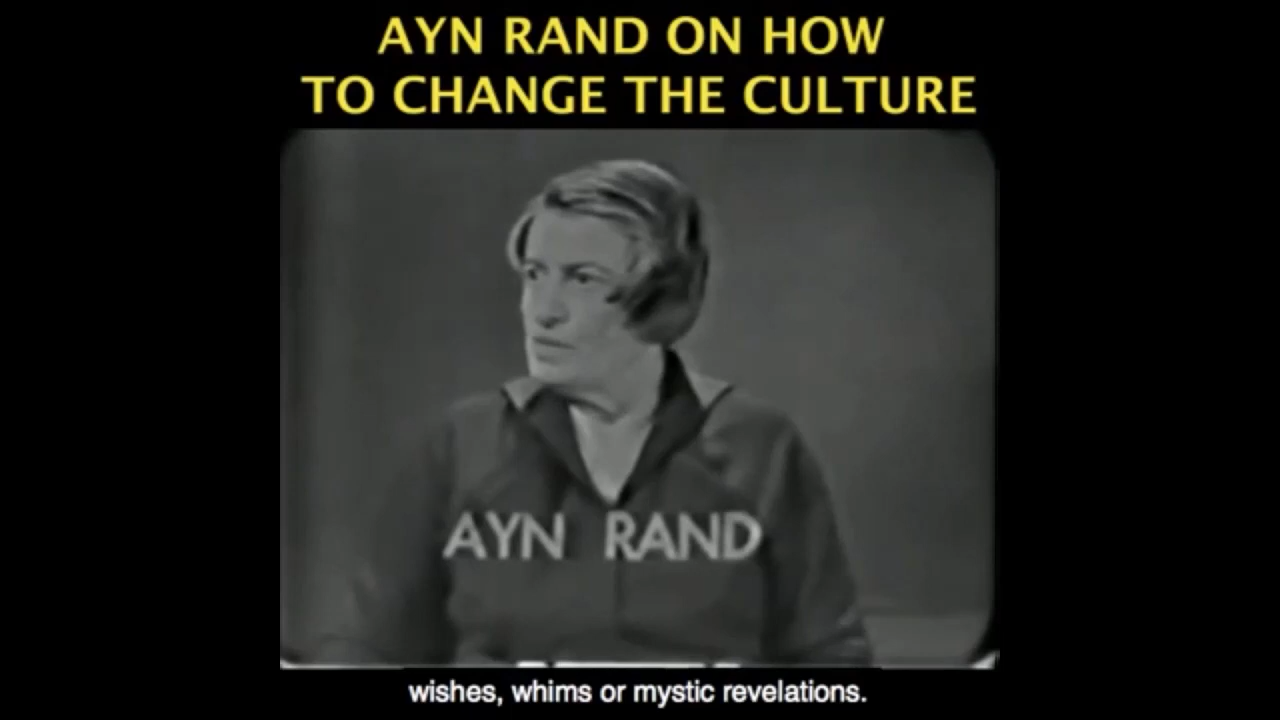 AYN RAND ON HOW
TO CHANGE THE CULTURE
AYN RAND
wishes, whims or mystic revelations.